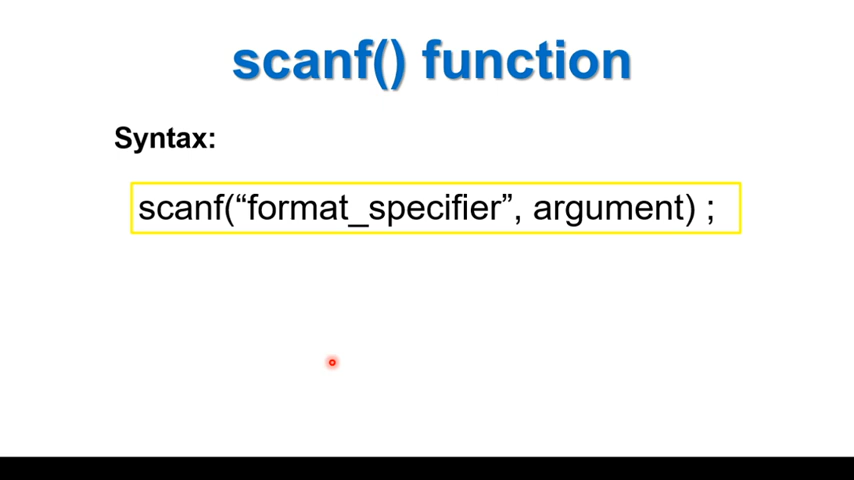 scanf() function
Syntax:
scanf(“format_specifier”, argument) ;